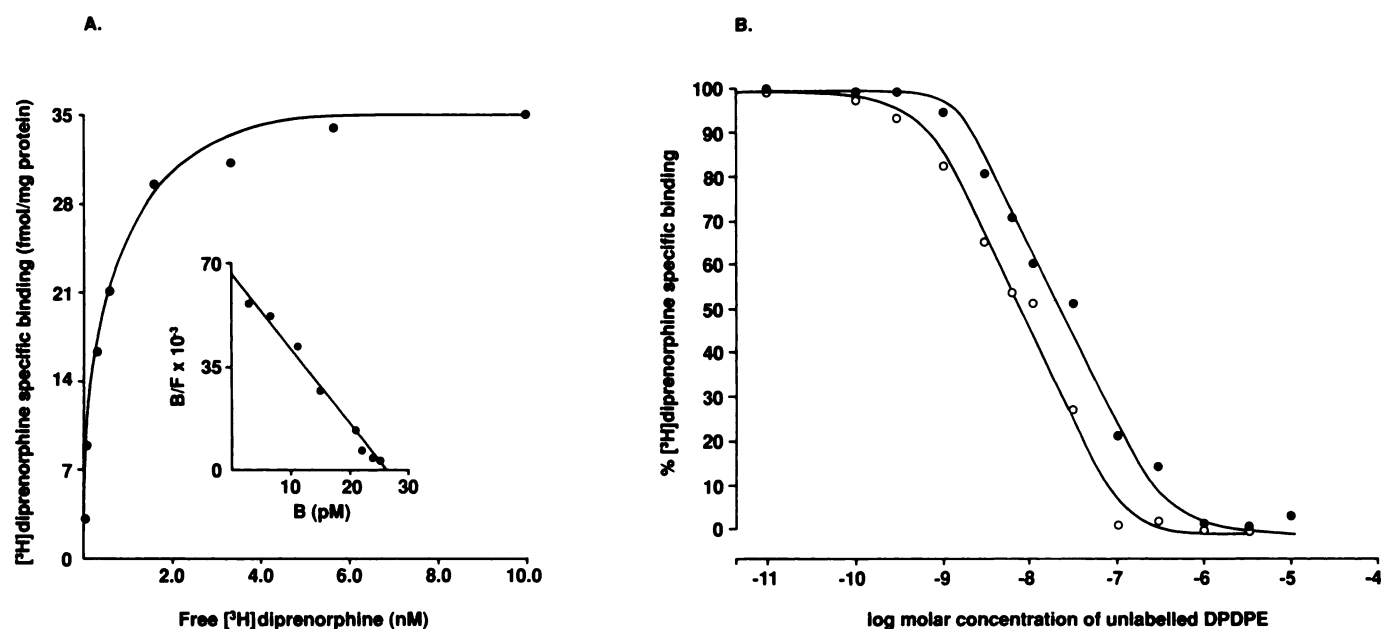 A.
[³H]diprenorphine specific binding (fmol/mg protein)
35
28
21
14
7
0
2.0 4.0 6.0 8.0 10.0
Free [³H]diprenorphine (nM)
B/F x 10⁻³
70
35
0
10 20 30
B (pM)
B.
% [³H]diprenorphine specific binding
100
90
80
70
60
50
40
30
20
10
0
-11 -10 -9 -8 -7 -6 -5 -4
log molar concentration of unlabelled DPDPE